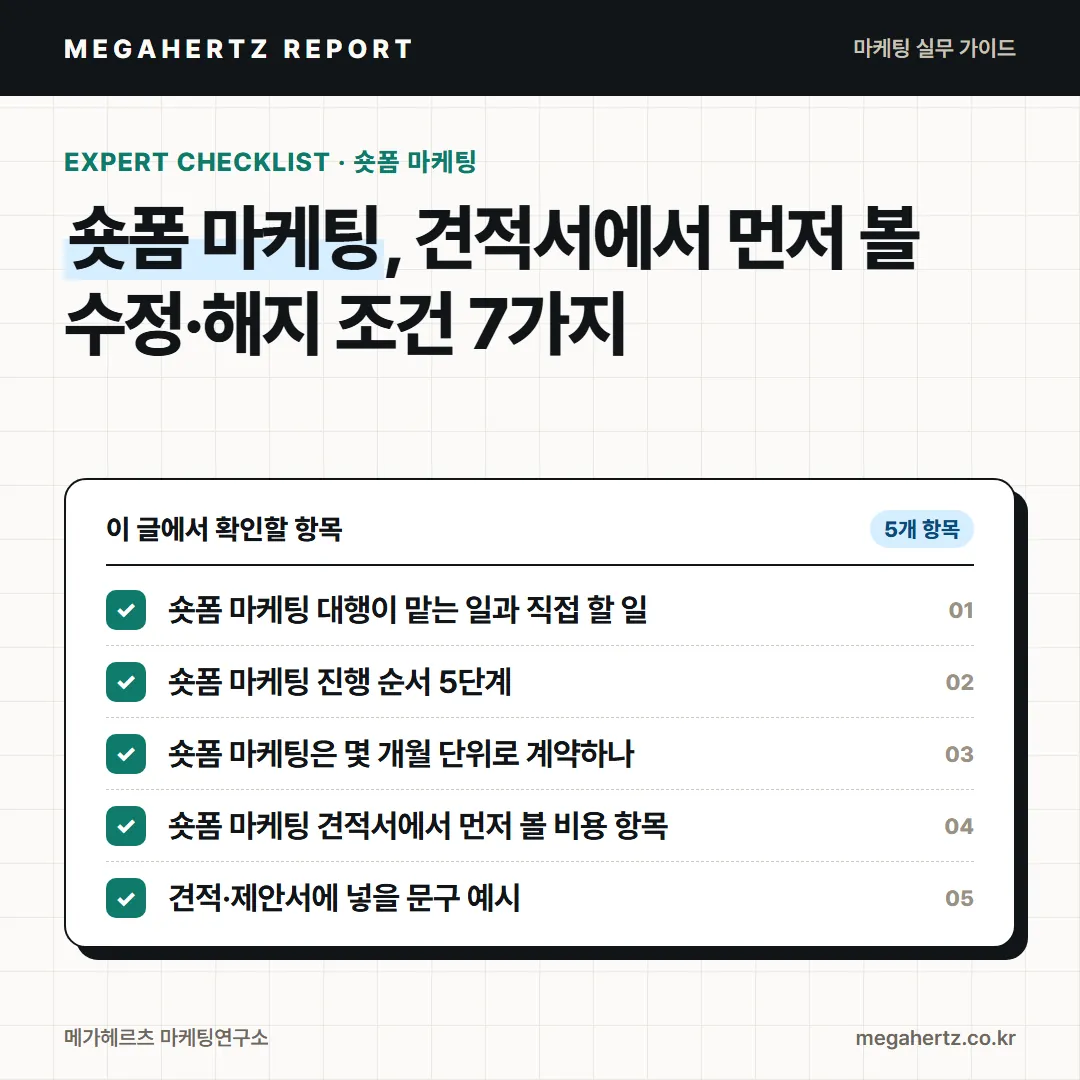 MEGAHERTZ REPORT
마케팅 실무 가이드
EXPERT CHECKLIST · 숏폼 마케팅
숏폼 마케팅, 견적서에서 먼저 볼
수정·해지 조건 7가지
이 글에서 확인할 항목
5개 항목
숏폼 마케팅 대행이 맡는 일과 직접 할 일
01
숏폼 마케팅 진행 순서 5단계
02
숏폼 마케팅은 몇 개월 단위로 계약하나
03
숏폼 마케팅 견적서에서 먼저 볼 비용 항목
04
견적·제안서에 넣을 문구 예시
05
메가헤르츠 마케팅연구소
megahertz.co.kr